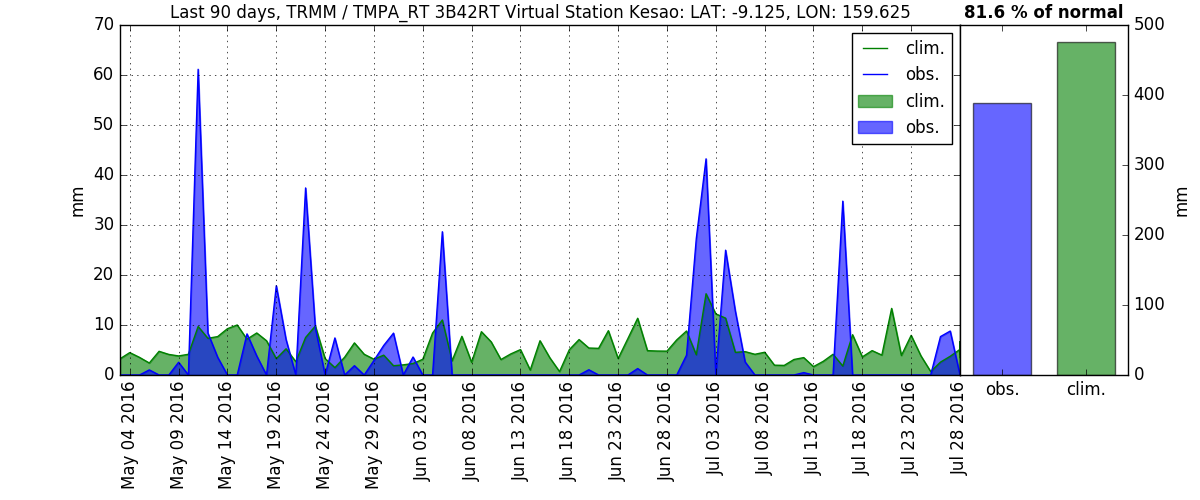 Last 90 days, TRMM / TMPA_RT 3B42RT Virtual Station Kesao: LAT: -9.125, LON: 159.625
81.6 % of normal
70
60
50
40
30
20
10
0
mm
clim.
obs.
clim.
obs.
May 04 2016
May 09 2016
May 14 2016
May 19 2016
May 24 2016
May 29 2016
Jun 03 2016
Jun 08 2016
Jun 13 2016
Jun 18 2016
Jun 23 2016
Jun 28 2016
Jul 03 2016
Jul 08 2016
Jul 13 2016
Jul 18 2016
Jul 23 2016
Jul 28 2016
500
400
300
200
100
0
mm
obs.
clim.